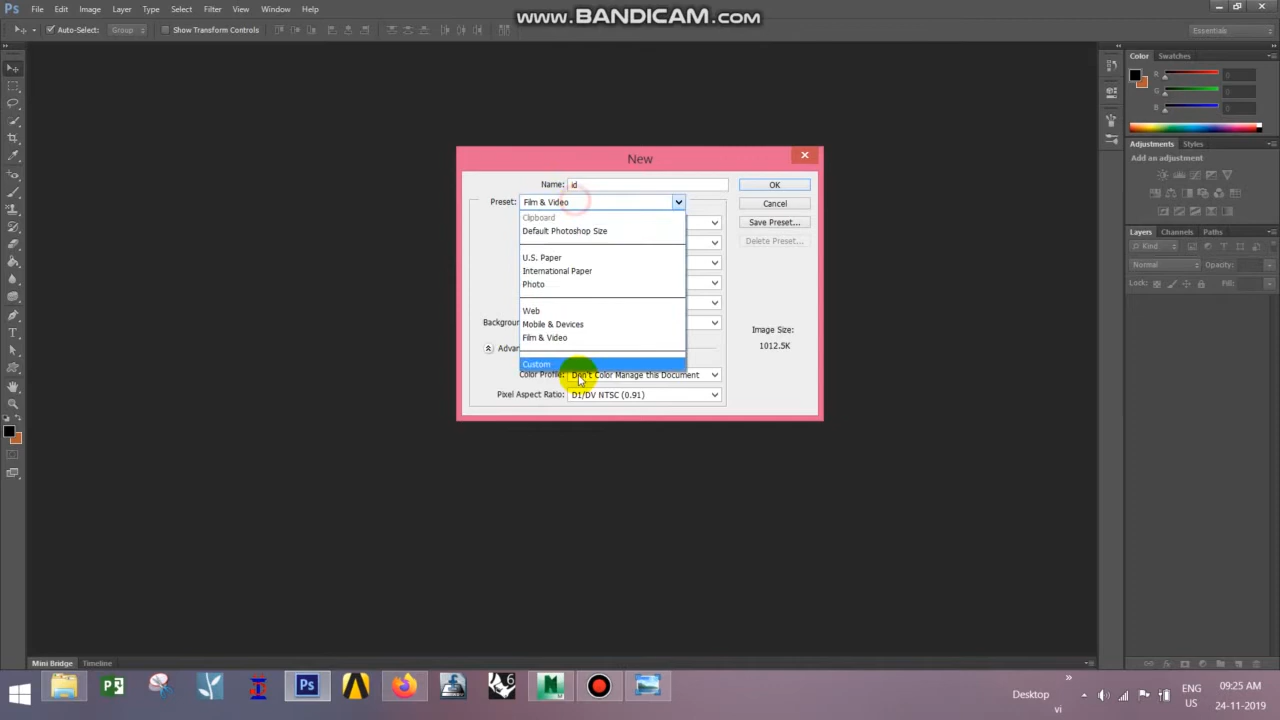 www.BANDICAM.com
Ps File Edit Image Layer Type Select Filter View Window Help
Auto-Select: Group Show Transform Controls Essentials
Color Swatches
R 0
G 0
B 0
Adjustments Styles
Add an adjustment
Layers Channels Paths
Kind
Normal Opacity:
Lock: Fill:
New
Name: id
OK
Preset: Film & Video
Cancel
Clipboard
Save Preset...
Default Photoshop Size
Delete Preset...
U.S. Paper
International Paper
Photo
Web
Mobile & Devices
Background
Film & Video
Image Size:
1012.5K
Advan
Custom
Color Profile: Don't Color Manage this Document
Pixel Aspect Ratio: D1/DV NTSC (0.91)
Mini Bridge Timeline
Desktop
»
vi
ENG
US
09:25 AM
24-11-2019